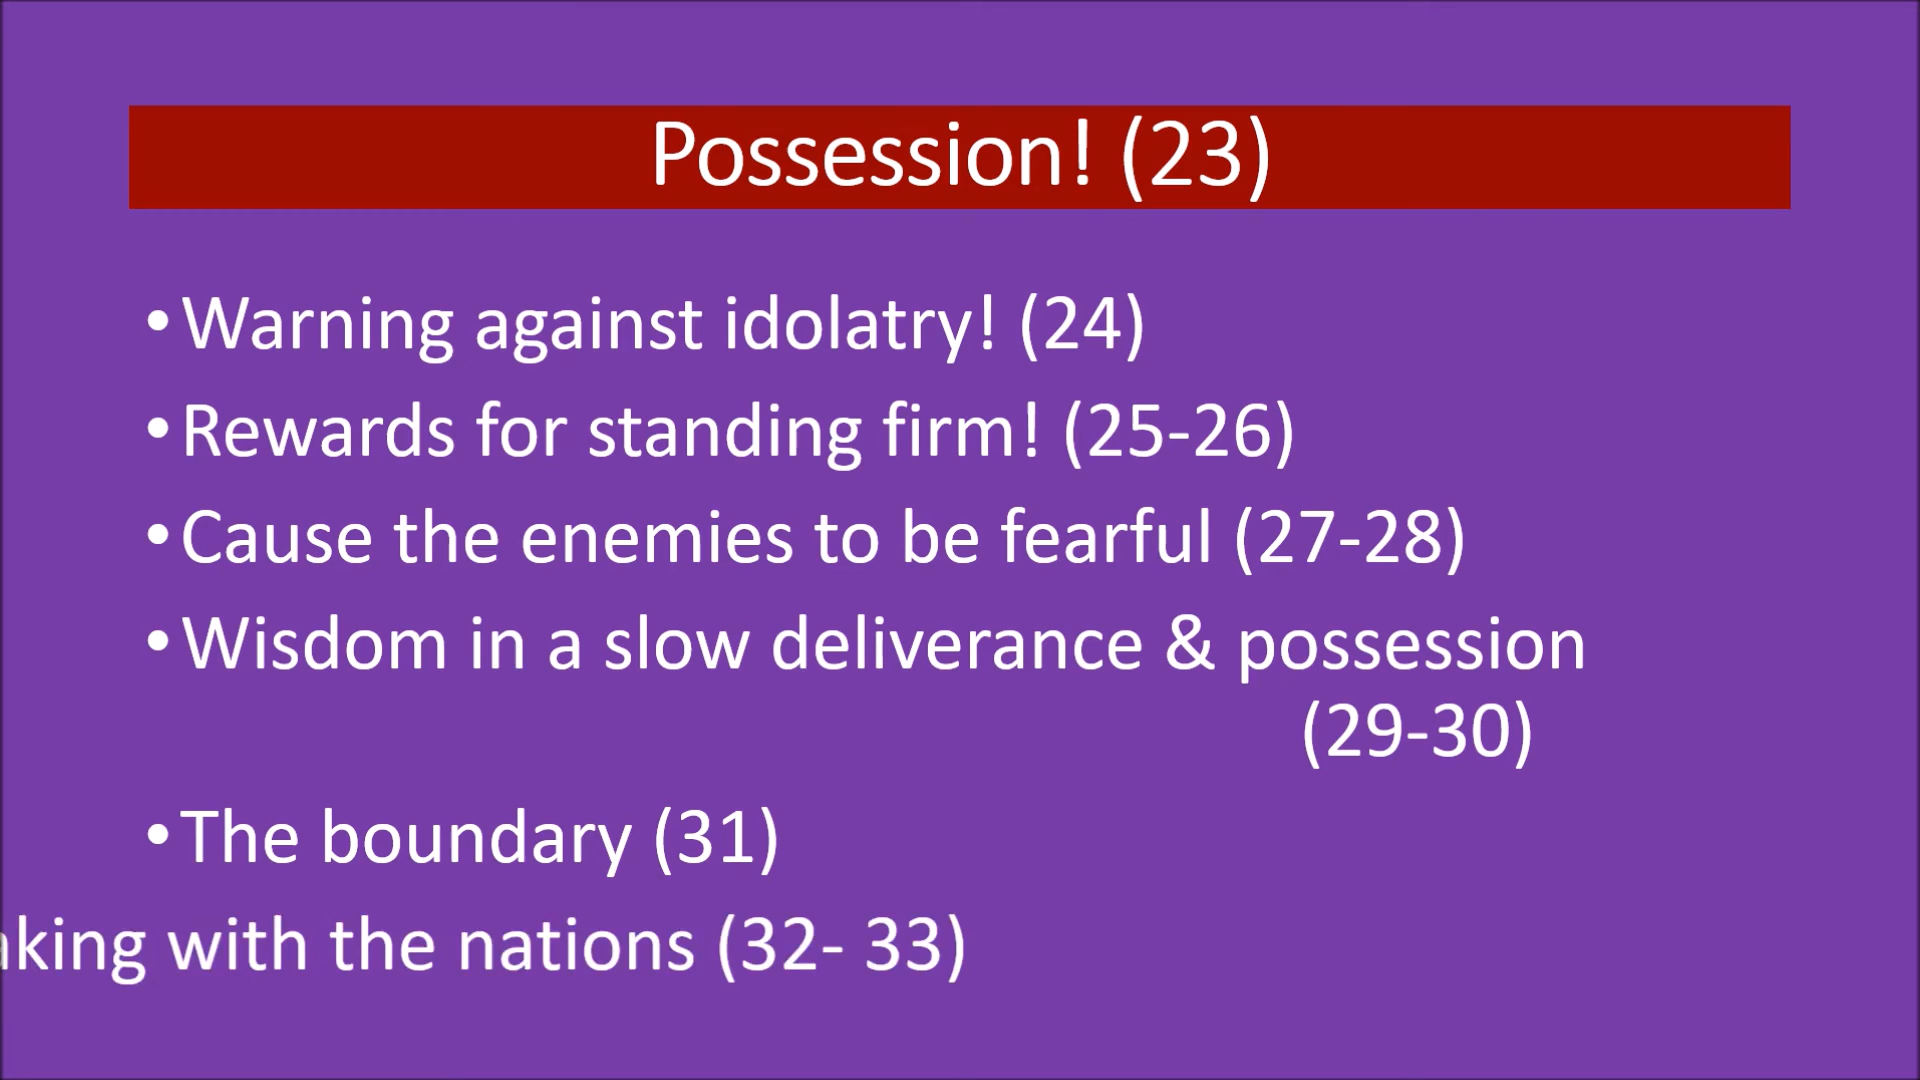 Possession! (23)
•Warning against idolatry! (24)
•Rewards for standing firm! (25-26)
•Cause the enemies to be fearful (27-28)
•Wisdom in a slow deliverance & possession
(29-30)
•The boundary (31)
with the nations (32- 33)